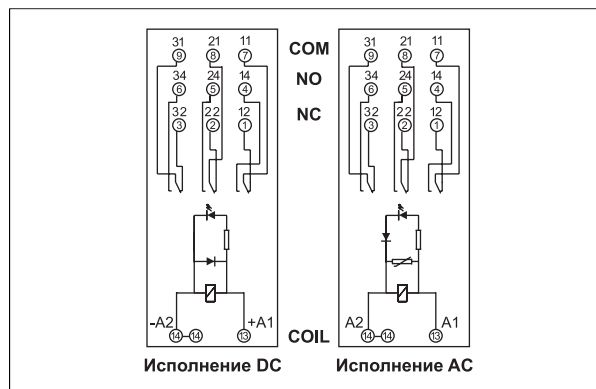 31 21 11 COM 31 21 11
9 8 7 9 8 7
34 24 14 NO 34 24 14
6 5 4 6 5 4
32 22 12 NC 32 22 12
3 2 1 3 2 1
-A2 +A1 A2 A1
14 14 13 COIL 14 14 13
Исполнение DC Исполнение AC